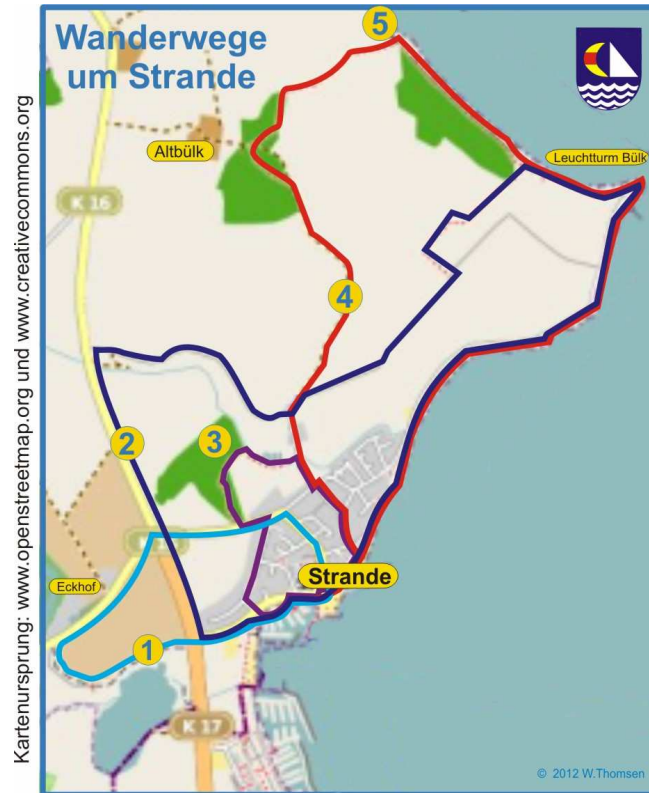 Wanderwege
um Strande
5
Altbülk
Leuchtturm Bülk
K 16
4
2
3
Eckhof
Strande
1
K 17
© 2012 W.Thomsen
Kartenursprung: www.openstreetmap.org und www.creativecommons.org